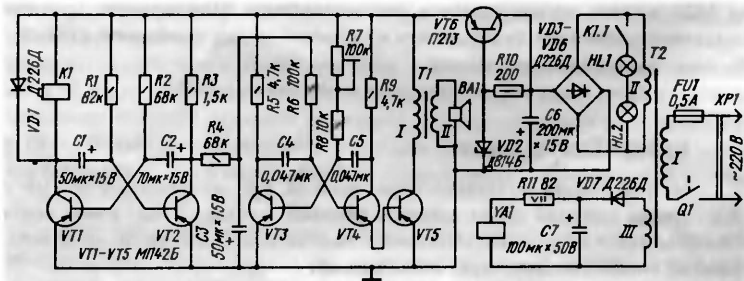 VD1
Д226Д
K1
R1
82к
R2
68к
R3
1,5к
R4
68к
C1
+
50мк×15В
C2
+
70мк×15В
VT1
VT2
VT1-VT5 МП42Б
C3
50мк×15В
+
R5 4,7к
R6 100к
R7
100к
R8 10к
R9
4,7к
C4
0,047мк
C5
0,047мк
VT3
VT4
VT5
T1
I
II
BA1
VT6
П213
R10
200
VD2
Д814Б
+
C6
200мк
× 15В
VD3-
VD6
Д226Д
K1.1
HL1
HL2
T2
II
I
III
FU1
0,5А
XP1
~220 В
Q1
YA1
R11 82
VD7 Д226Д
+
C7
100мк×50В